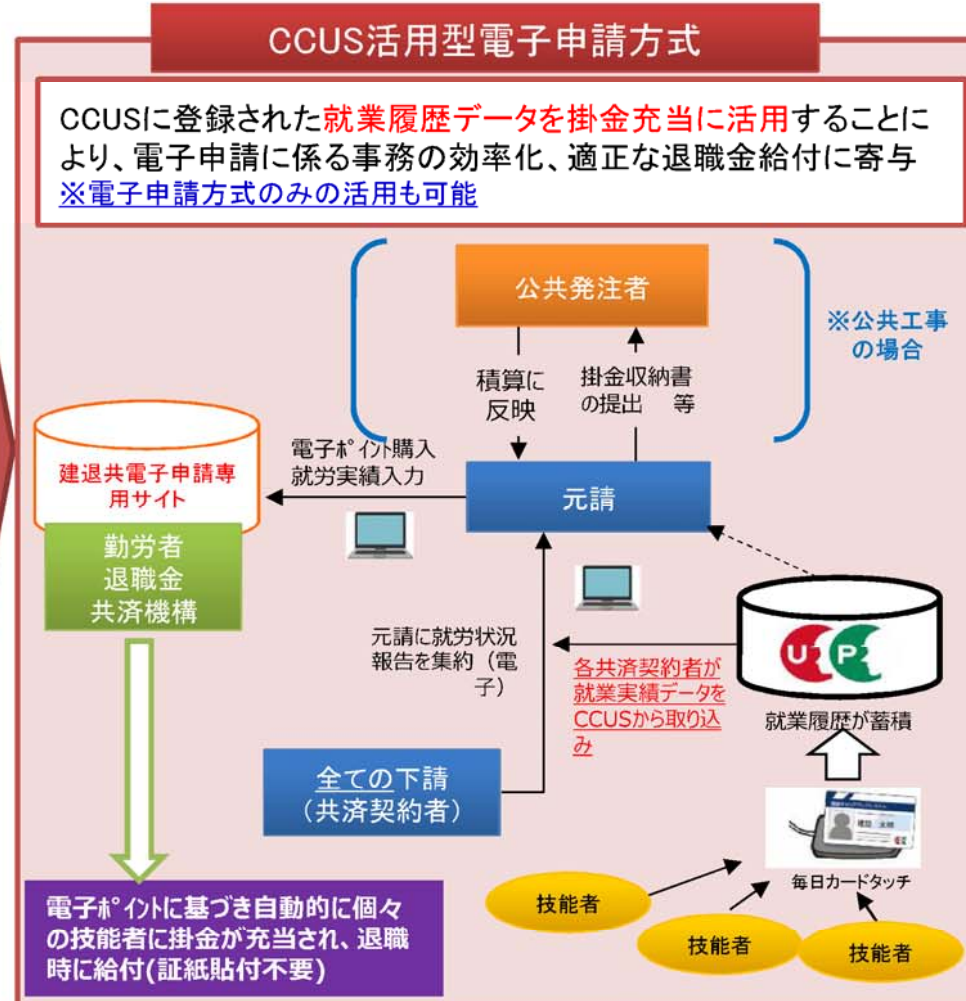 CCUS活用型電子申請方式
CCUSに登録された就業履歴データを掛金充当に活用することに
より、電子申請に係る事務の効率化、適正な退職金給付に寄与
※電子申請方式のみの活用も可能
公共発注者
※公共工事
の場合
積算に
反映
掛金収納書
の提出　等
電子ﾎﾟｲﾝﾄ購入
就労実績入力
建退共電子申請専
用サイト
元請
勤労者
退職金
共済機構
元請に就労状況
報告を集約（電
子）
各共済契約者が
就業実績データを
CCUSから取り込
み
UP
就業履歴が蓄積
全ての下請
（共済契約者）
毎日カードタッチ
技能者
技能者
技能者
電子ﾎﾟｲﾝﾄに基づき自動的に個々
の技能者に掛金が充当され、退職
時に給付(証紙貼付不要)